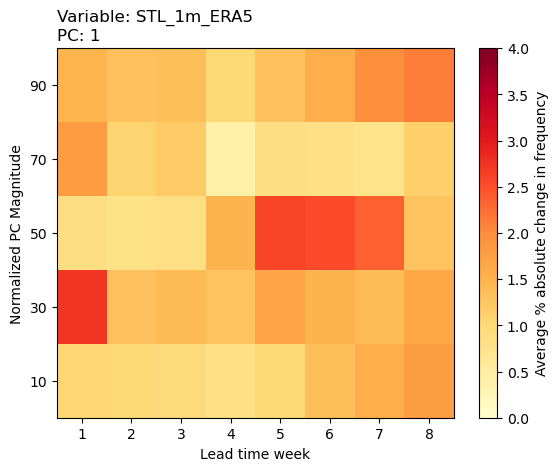 Variable: STL_1m_ERA5
PC: 1
Normalized PC Magnitude
90
70
50
30
10
1 2 3 4 5 6 7 8
Lead time week
4.0
3.5
3.0
2.5
2.0
1.5
1.0
0.5
0.0
Average % absolute change in frequency